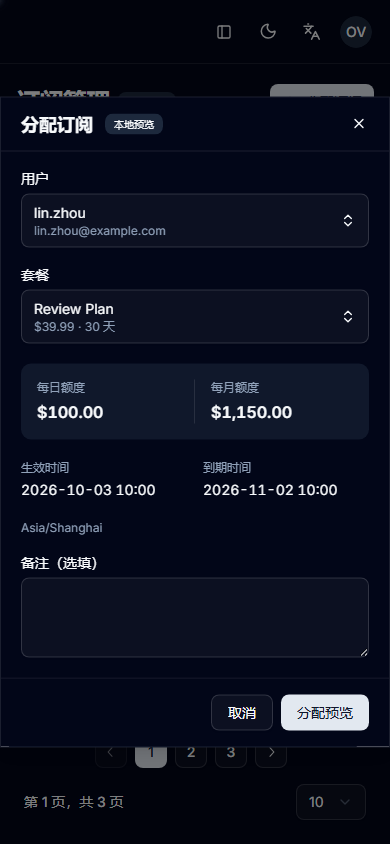 OV
订阅管理
分配订阅
本地预览
用户
lin.zhou
lin.zhou@example.com
套餐
Review Plan
$39.99 · 30 天
每日额度
每月额度
$100.00
$1,150.00
生效时间
到期时间
2026-10-03 10:00
2026-11-02 10:00
Asia/Shanghai
备注（选填）
取消
分配预览
1
2
3
第 1 页，共 3 页
10